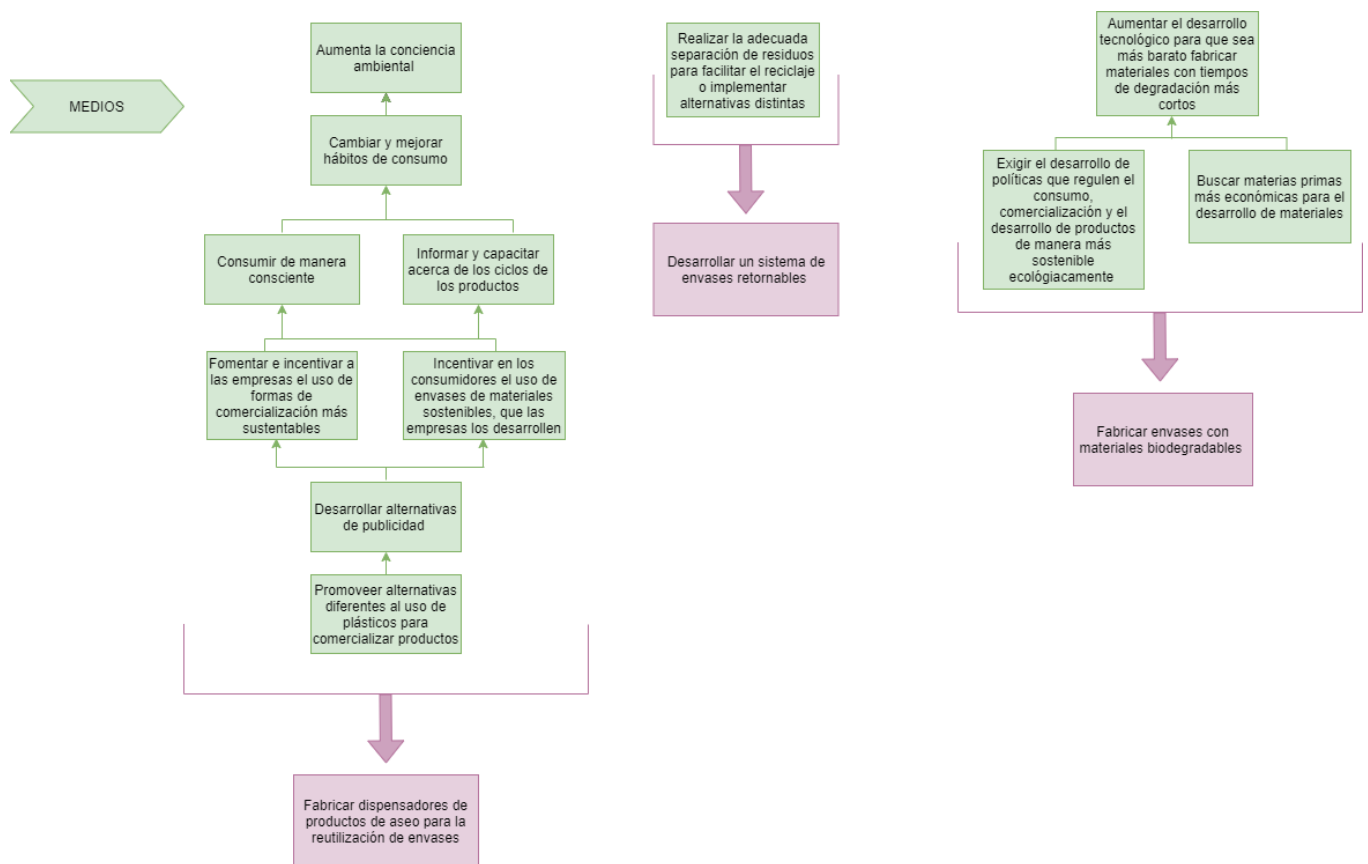 MEDIOS
Aumenta la conciencia
ambiental
Cambiar y mejorar
hábitos de consumo
Consumir de manera
consciente
Informar y capacitar
acerca de los ciclos de
los productos
Fomentar e incentivar a
las empresas el uso de
formas de
comercialización más
sustentables
Incentivar en los
consumidores el uso de
envases de materiales
sostenibles, que las
empresas los desarrollen
Desarrollar alternativas
de publicidad
Promoveer alternativas
diferentes al uso de
plásticos para
comercializar productos
Fabricar dispensadores de
productos de aseo para la
reutilización de envases
Realizar la adecuada
separación de residuos
para facilitar el reciclaje
o implementar
alternativas distintas
Desarrollar un sistema de
envases retornables
Aumentar el desarrollo
tecnológico para que sea
más barato fabricar
materiales con tiempos
de degradación más
cortos
Exigir el desarrollo de
políticas que regulen el
consumo,
comercialización y el
desarrollo de productos
de manera más
sostenible
ecológiacamente
Buscar materias primas
más económicas para el
desarrollo de materiales
Fabricar envases con
materiales biodegradables